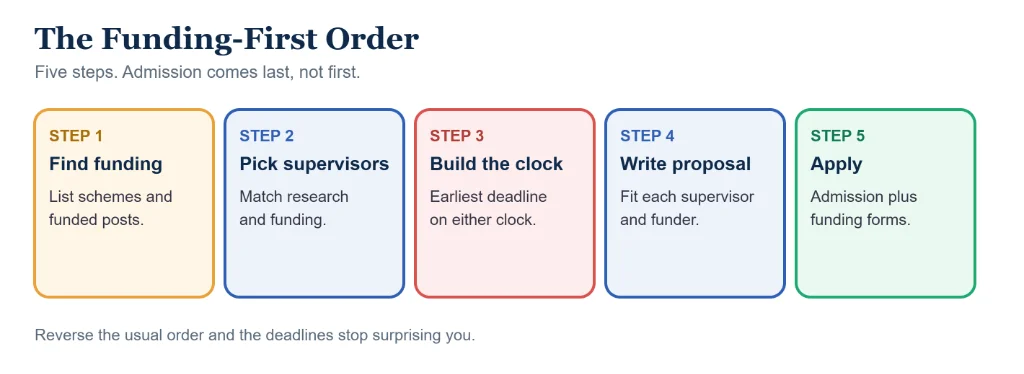 The Funding-First Order
Five steps. Admission comes last, not first.
STEP 1
Find funding
List schemes and
funded posts.
STEP 2
Pick supervisors
Match research
and funding.
STEP 3
Build the clock
Earliest deadline
on either clock.
STEP 4
Write proposal
Fit each supervisor
and funder.
STEP 5
Apply
Admission plus
funding forms.
Reverse the usual order and the deadlines stop surprising you.